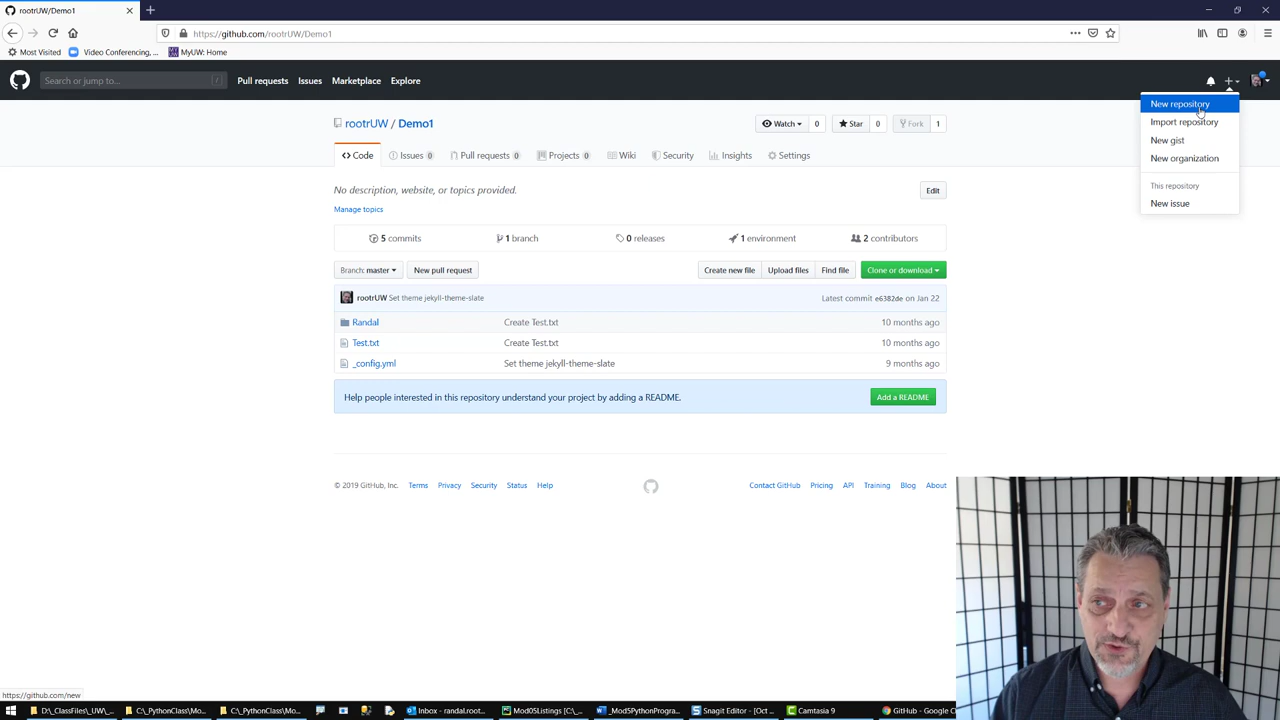 rootrUW/Demo1
https://github.com/rootrUW/Demo1
Most Visited
Video Conferencing, ...
MyUW: Home
Search or jump to...
/
Pull requests
Issues
Marketplace
Explore
New repository
Import repository
New gist
New organization
This repository
New issue
rootrUW / Demo1
Watch
0
Star
0
Fork
1
Code
Issues 0
Pull requests 0
Projects 0
Wiki
Security
Insights
Settings
No description, website, or topics provided.
Edit
Manage topics
5 commits
1 branch
0 releases
1 environment
2 contributors
Branch: master
New pull request
Create new file
Upload files
Find file
Clone or download
rootrUW Set theme jekyll-theme-slate
Latest commit e6382de on Jan 22
Randal
Create Test.txt
10 months ago
Test.txt
Create Test.txt
10 months ago
_config.yml
Set theme jekyll-theme-slate
9 months ago
Help people interested in this repository understand your project by adding a README.
Add a README
© 2019 GitHub, Inc.
Terms
Privacy
Security
Status
Help
Contact GitHub
Pricing
API
Training
Blog
About
https://github.com/new
D:\_ClassFiles\_UW\_...
C:\_PythonClass\Mo...
C:\_PythonClass\Mo...
Inbox - randal.root...
Mod05Listings [C:\_...
_Mod5PythonProgra...
Snagit Editor - [Oct ...
Camtasia 9
GitHub - Google C